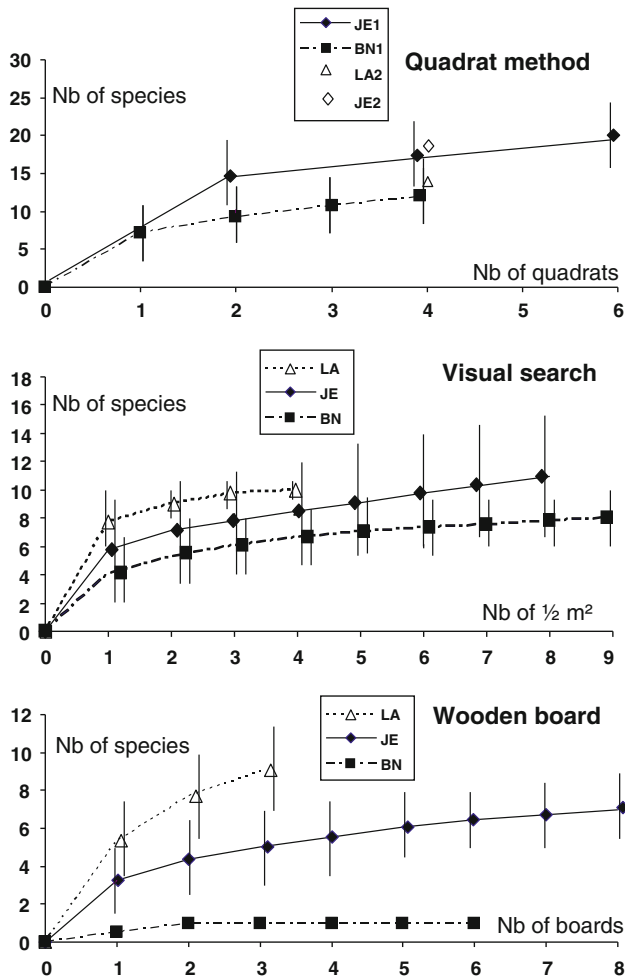 JE1
BN1
LA2
JE2
Quadrat method
Nb of species
30
25
20
15
10
5
0
Nb of quadrats
0 1 2 3 4 5 6
LA
JE
BN
Visual search
Nb of species
18
16
14
12
10
8
6
4
2
0
Nb of ½ m²
0 1 2 3 4 5 6 7 8 9
LA
JE
BN
Wooden board
Nb of species
12
10
8
6
4
2
0
Nb of boards
0 1 2 3 4 5 6 7 8